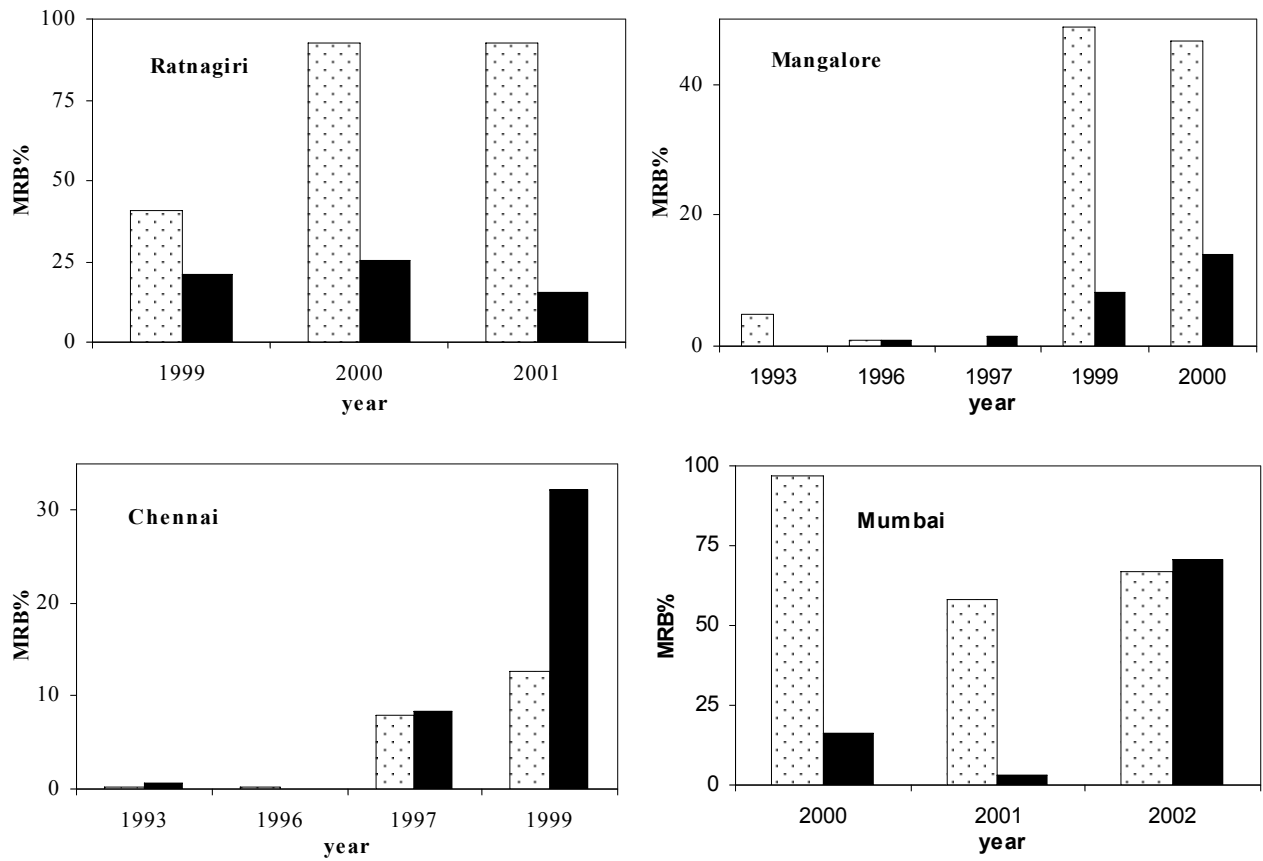 100
Ratnagiri
75
MRB%
50
25
0
1999 2000 2001
year
Mangalore
40
MRB%
20
0
1993 1996 1997 1999 2000
year
30
Chennai
20
MRB%
10
0
1993 1996 1997 1999
year
100
Mumbai
75
MRB%
50
25
0
2000 2001 2002
year